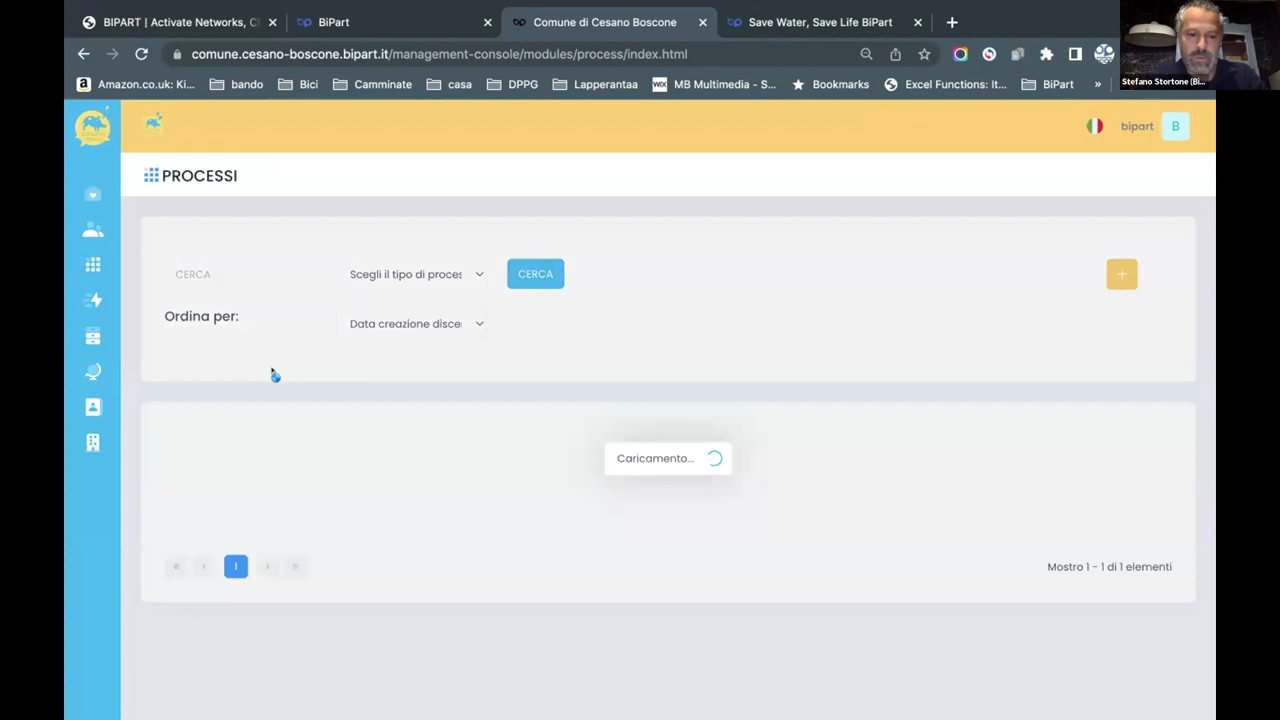 BIPART | Activate Networks, C
BiPart
Comune di Cesano Boscone
Save Water, Save Life BiPart
comune.cesano-boscone.bipart.it/management-console/modules/process/index.html
Stefano Stortone (Bi...
Amazon.co.uk: Ki...
bando
Bici
Camminate
casa
DPPG
Lapperantaa
WIX
MB Multimedia - S...
Bookmarks
Excel Functions: It...
BiPart
»
bipart
B
PROCESSI
CERCA
Scegli il tipo di proces
CERCA
+
Ordina per:
Data creazione disce
Caricamento...
« ‹ 1 › »
Mostro 1 - 1 di 1 elementi